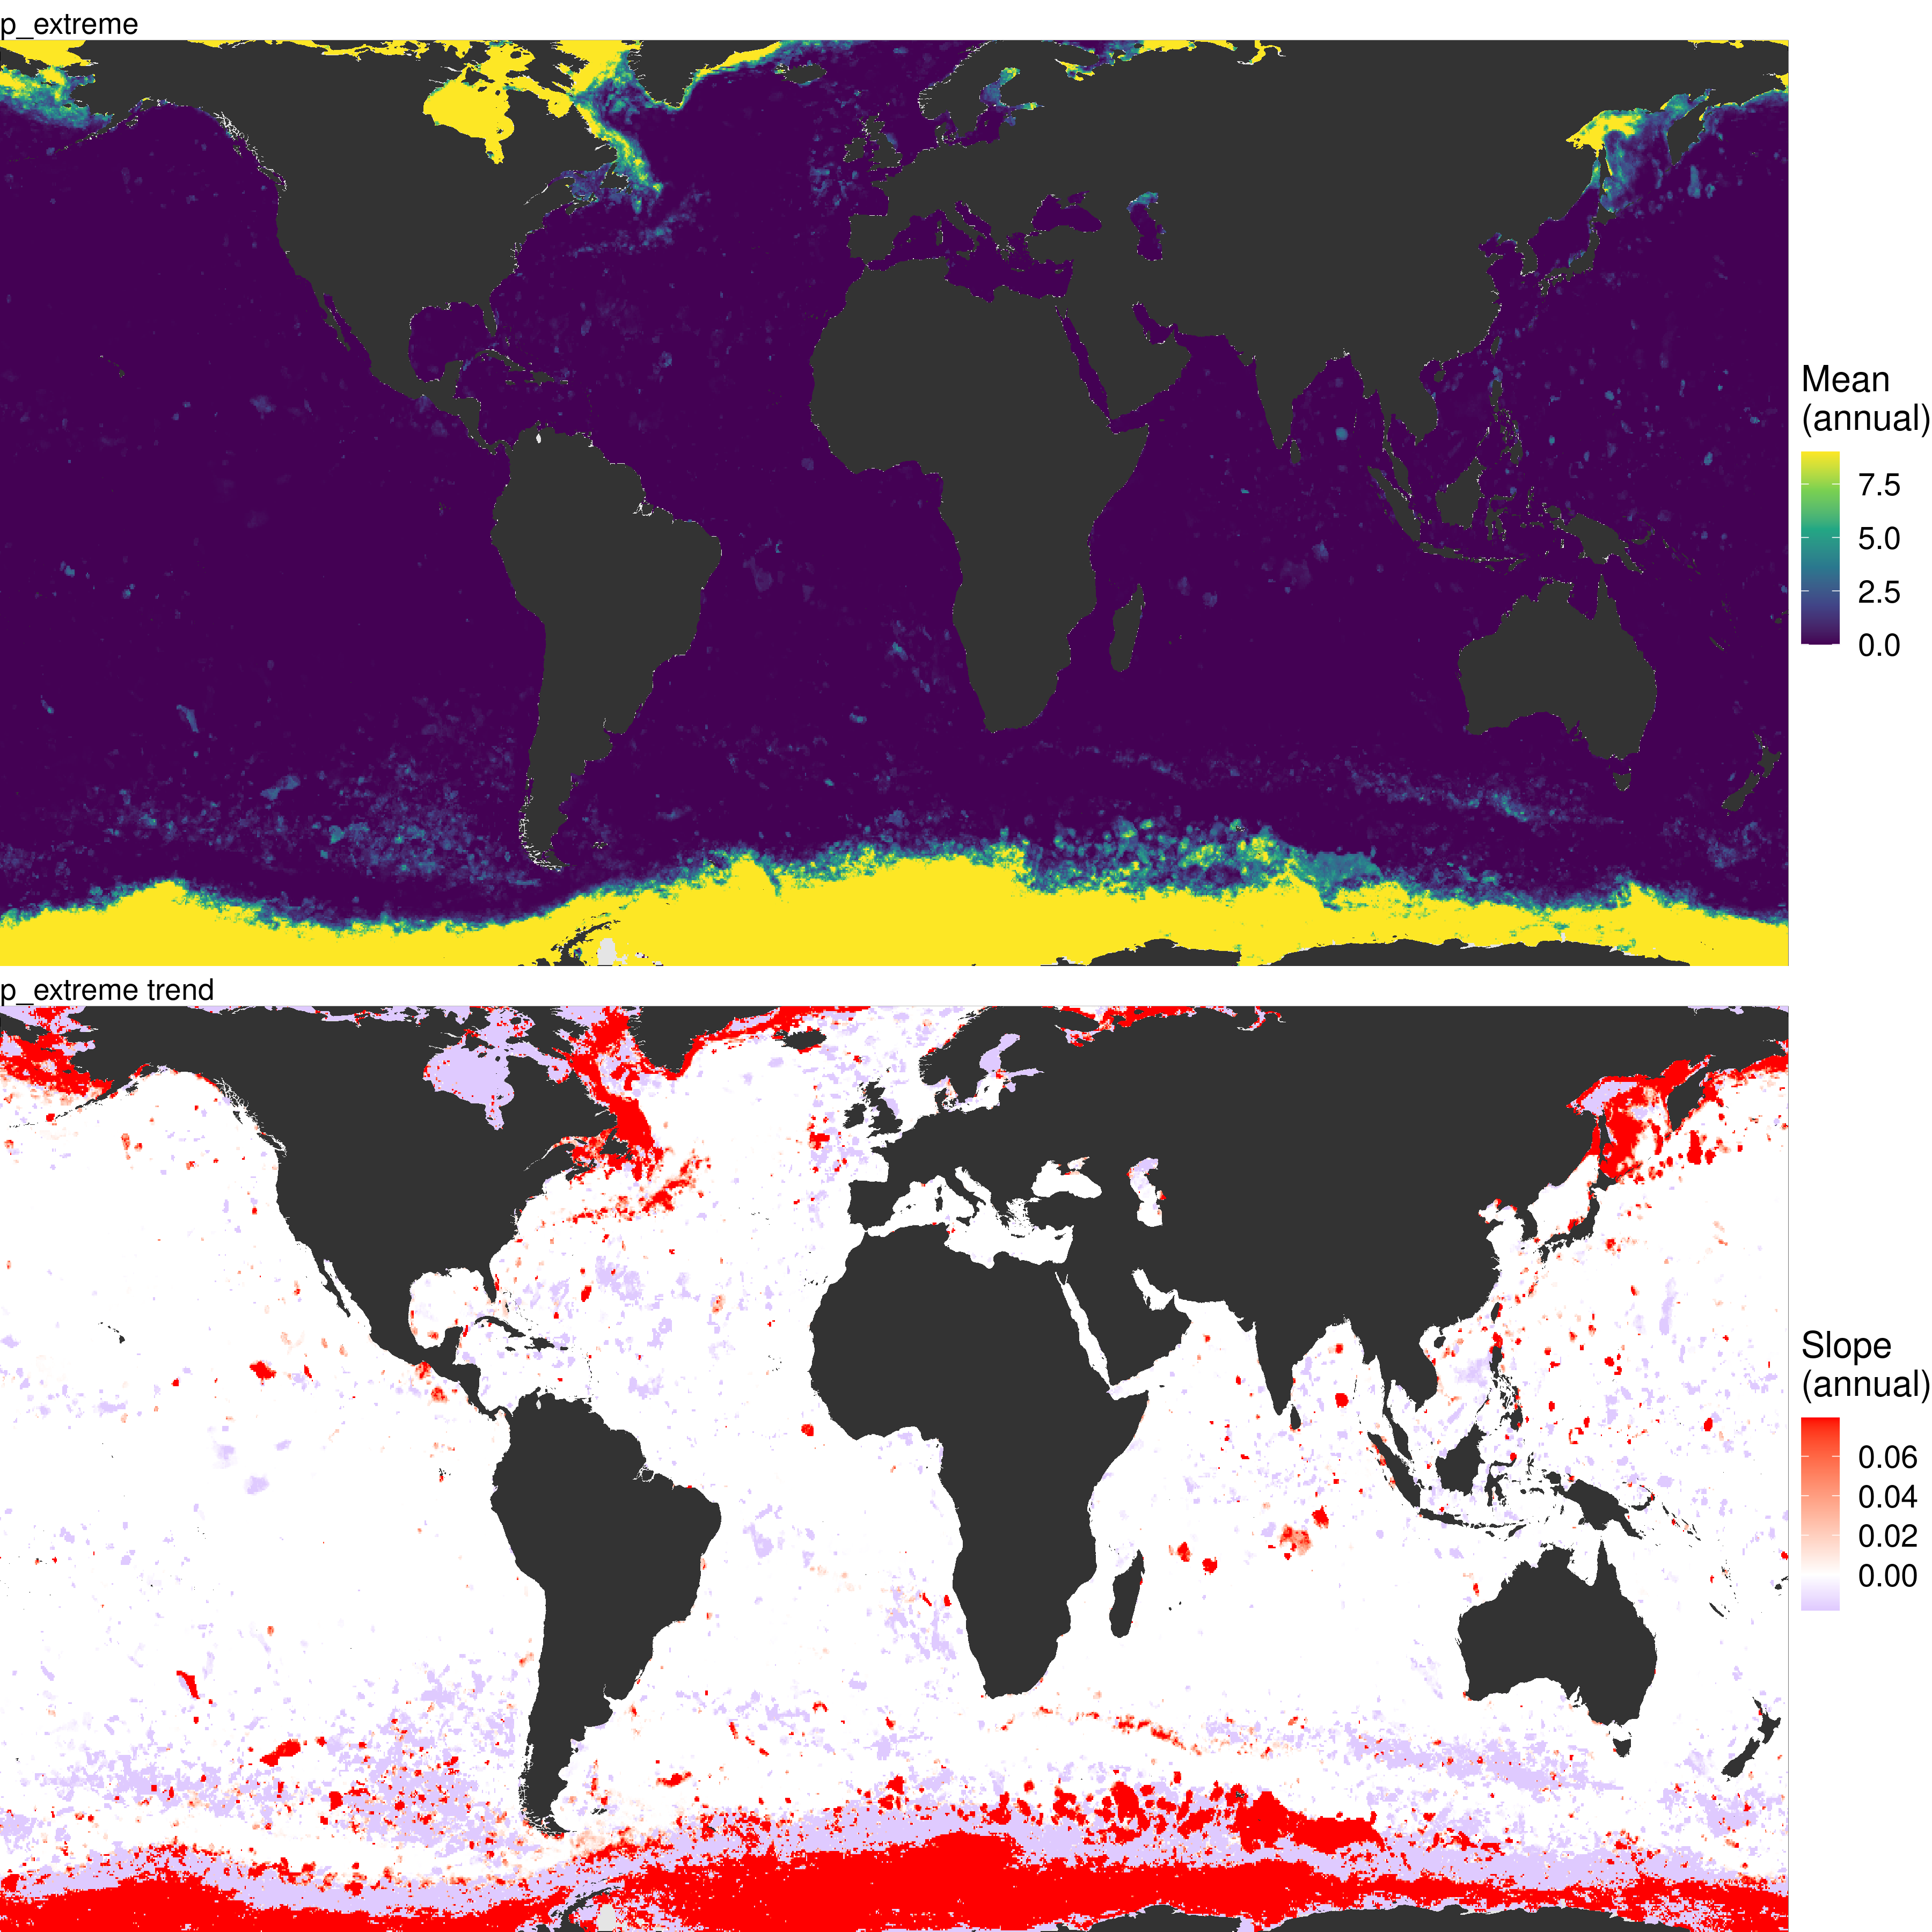 p_extreme
Mean
(annual)
7.5
5.0
2.5
0.0
p_extreme trend
Slope
(annual)
0.06
0.04
0.02
0.00